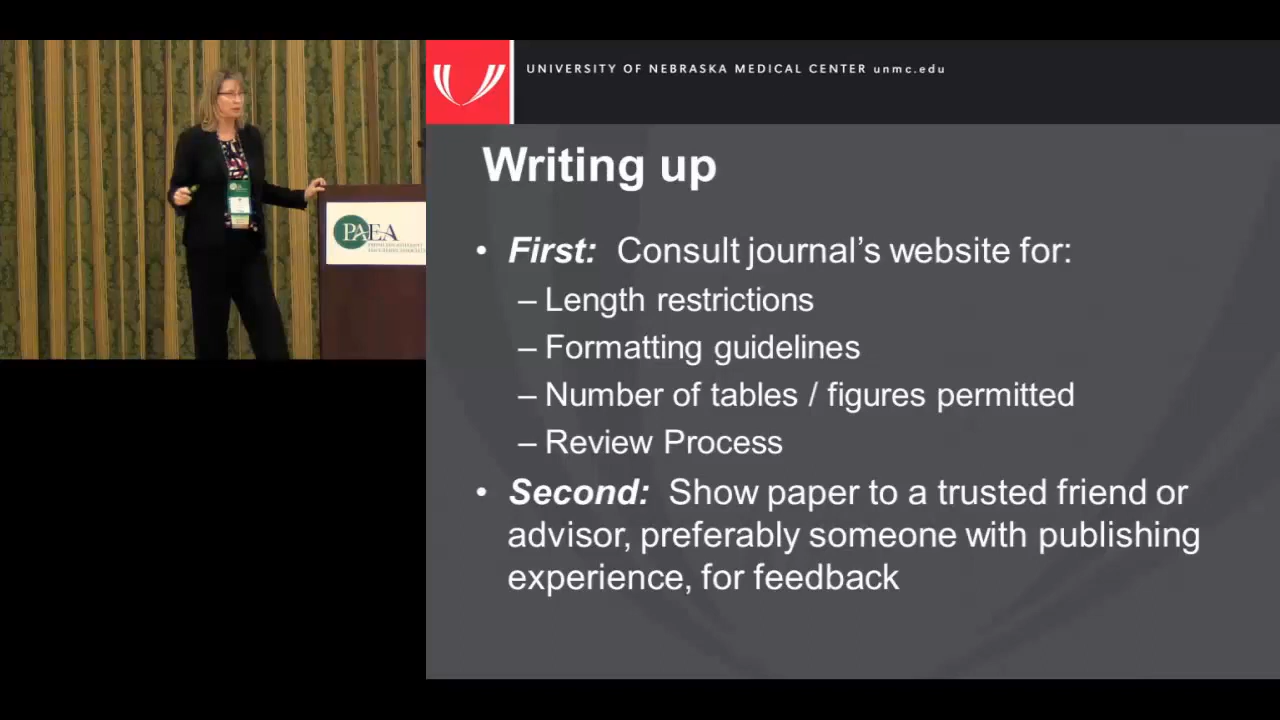 UNIVERSITY OF NEBRASKA MEDICAL CENTER unmc.edu
Writing up
• First: Consult journal's website for:
– Length restrictions
– Formatting guidelines
– Number of tables / figures permitted
– Review Process
• Second: Show paper to a trusted friend or
advisor, preferably someone with publishing
experience, for feedback
PAEA